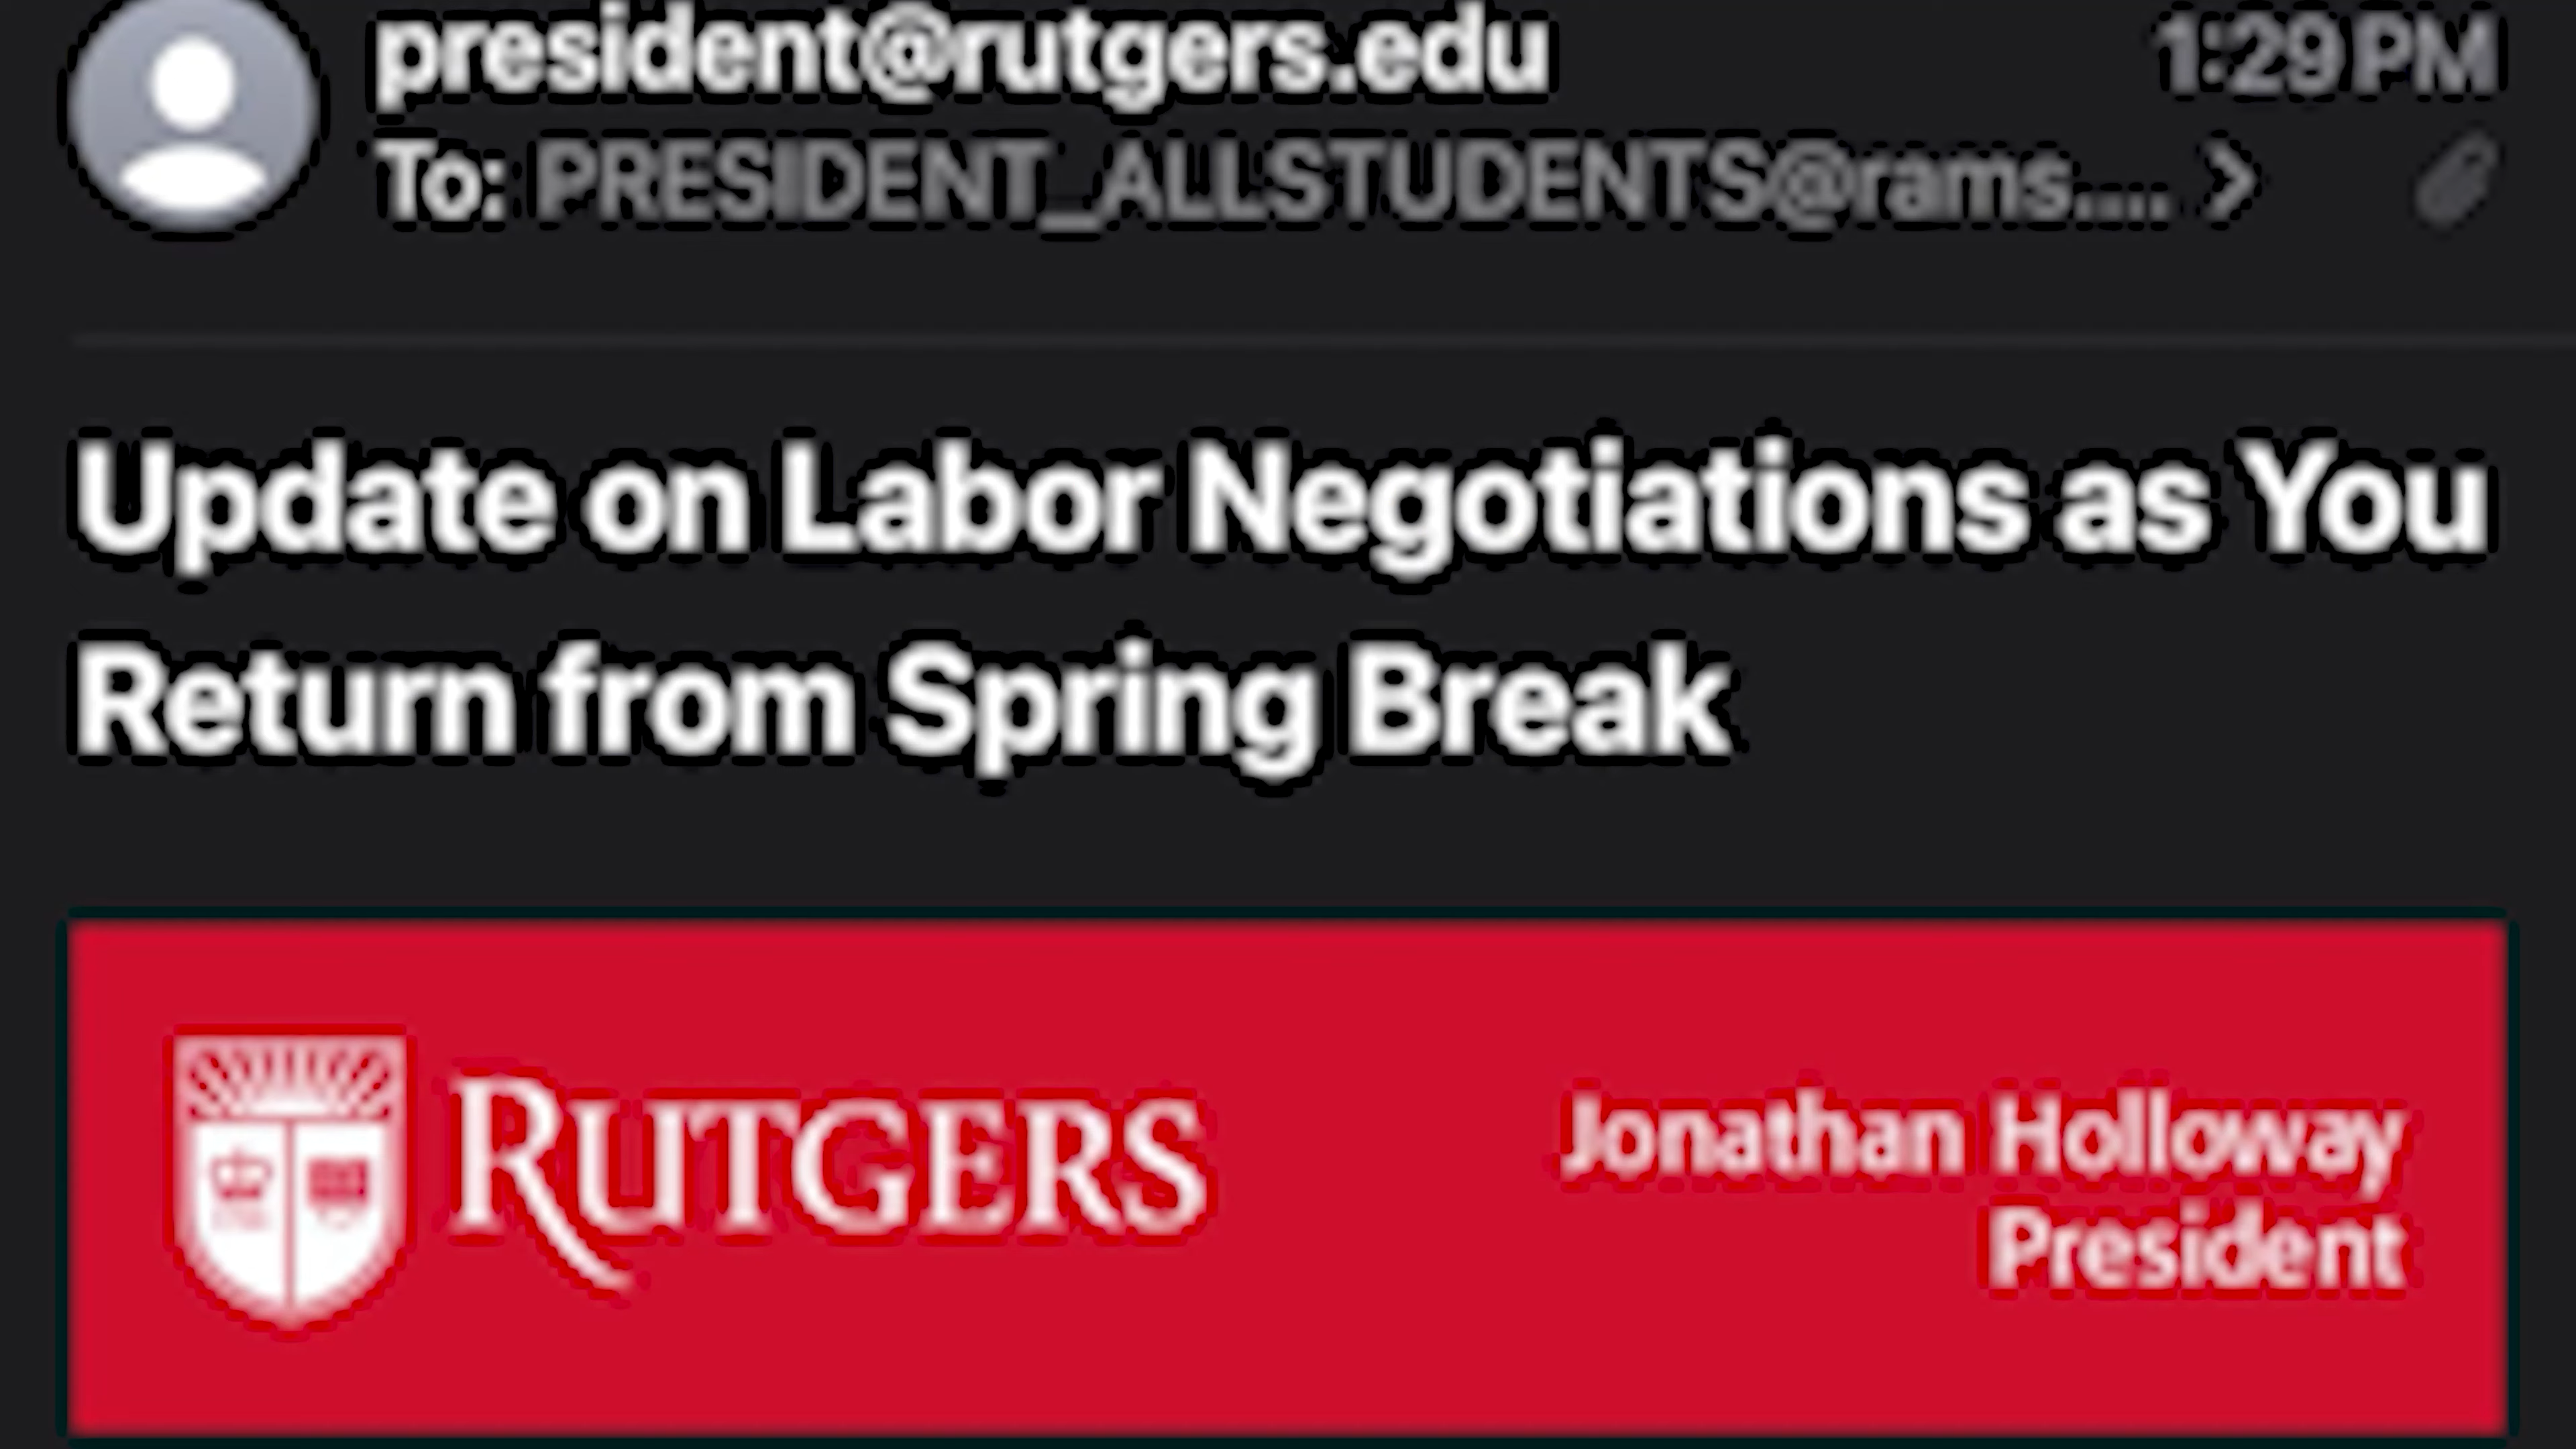 president@rutgers.edu 1:29 PM
To: PRESIDENT_ALLSTUDENTS@rams.... >
Update on Labor Negotiations as You
Return from Spring Break
RUTGERS
Jonathan Holloway
President